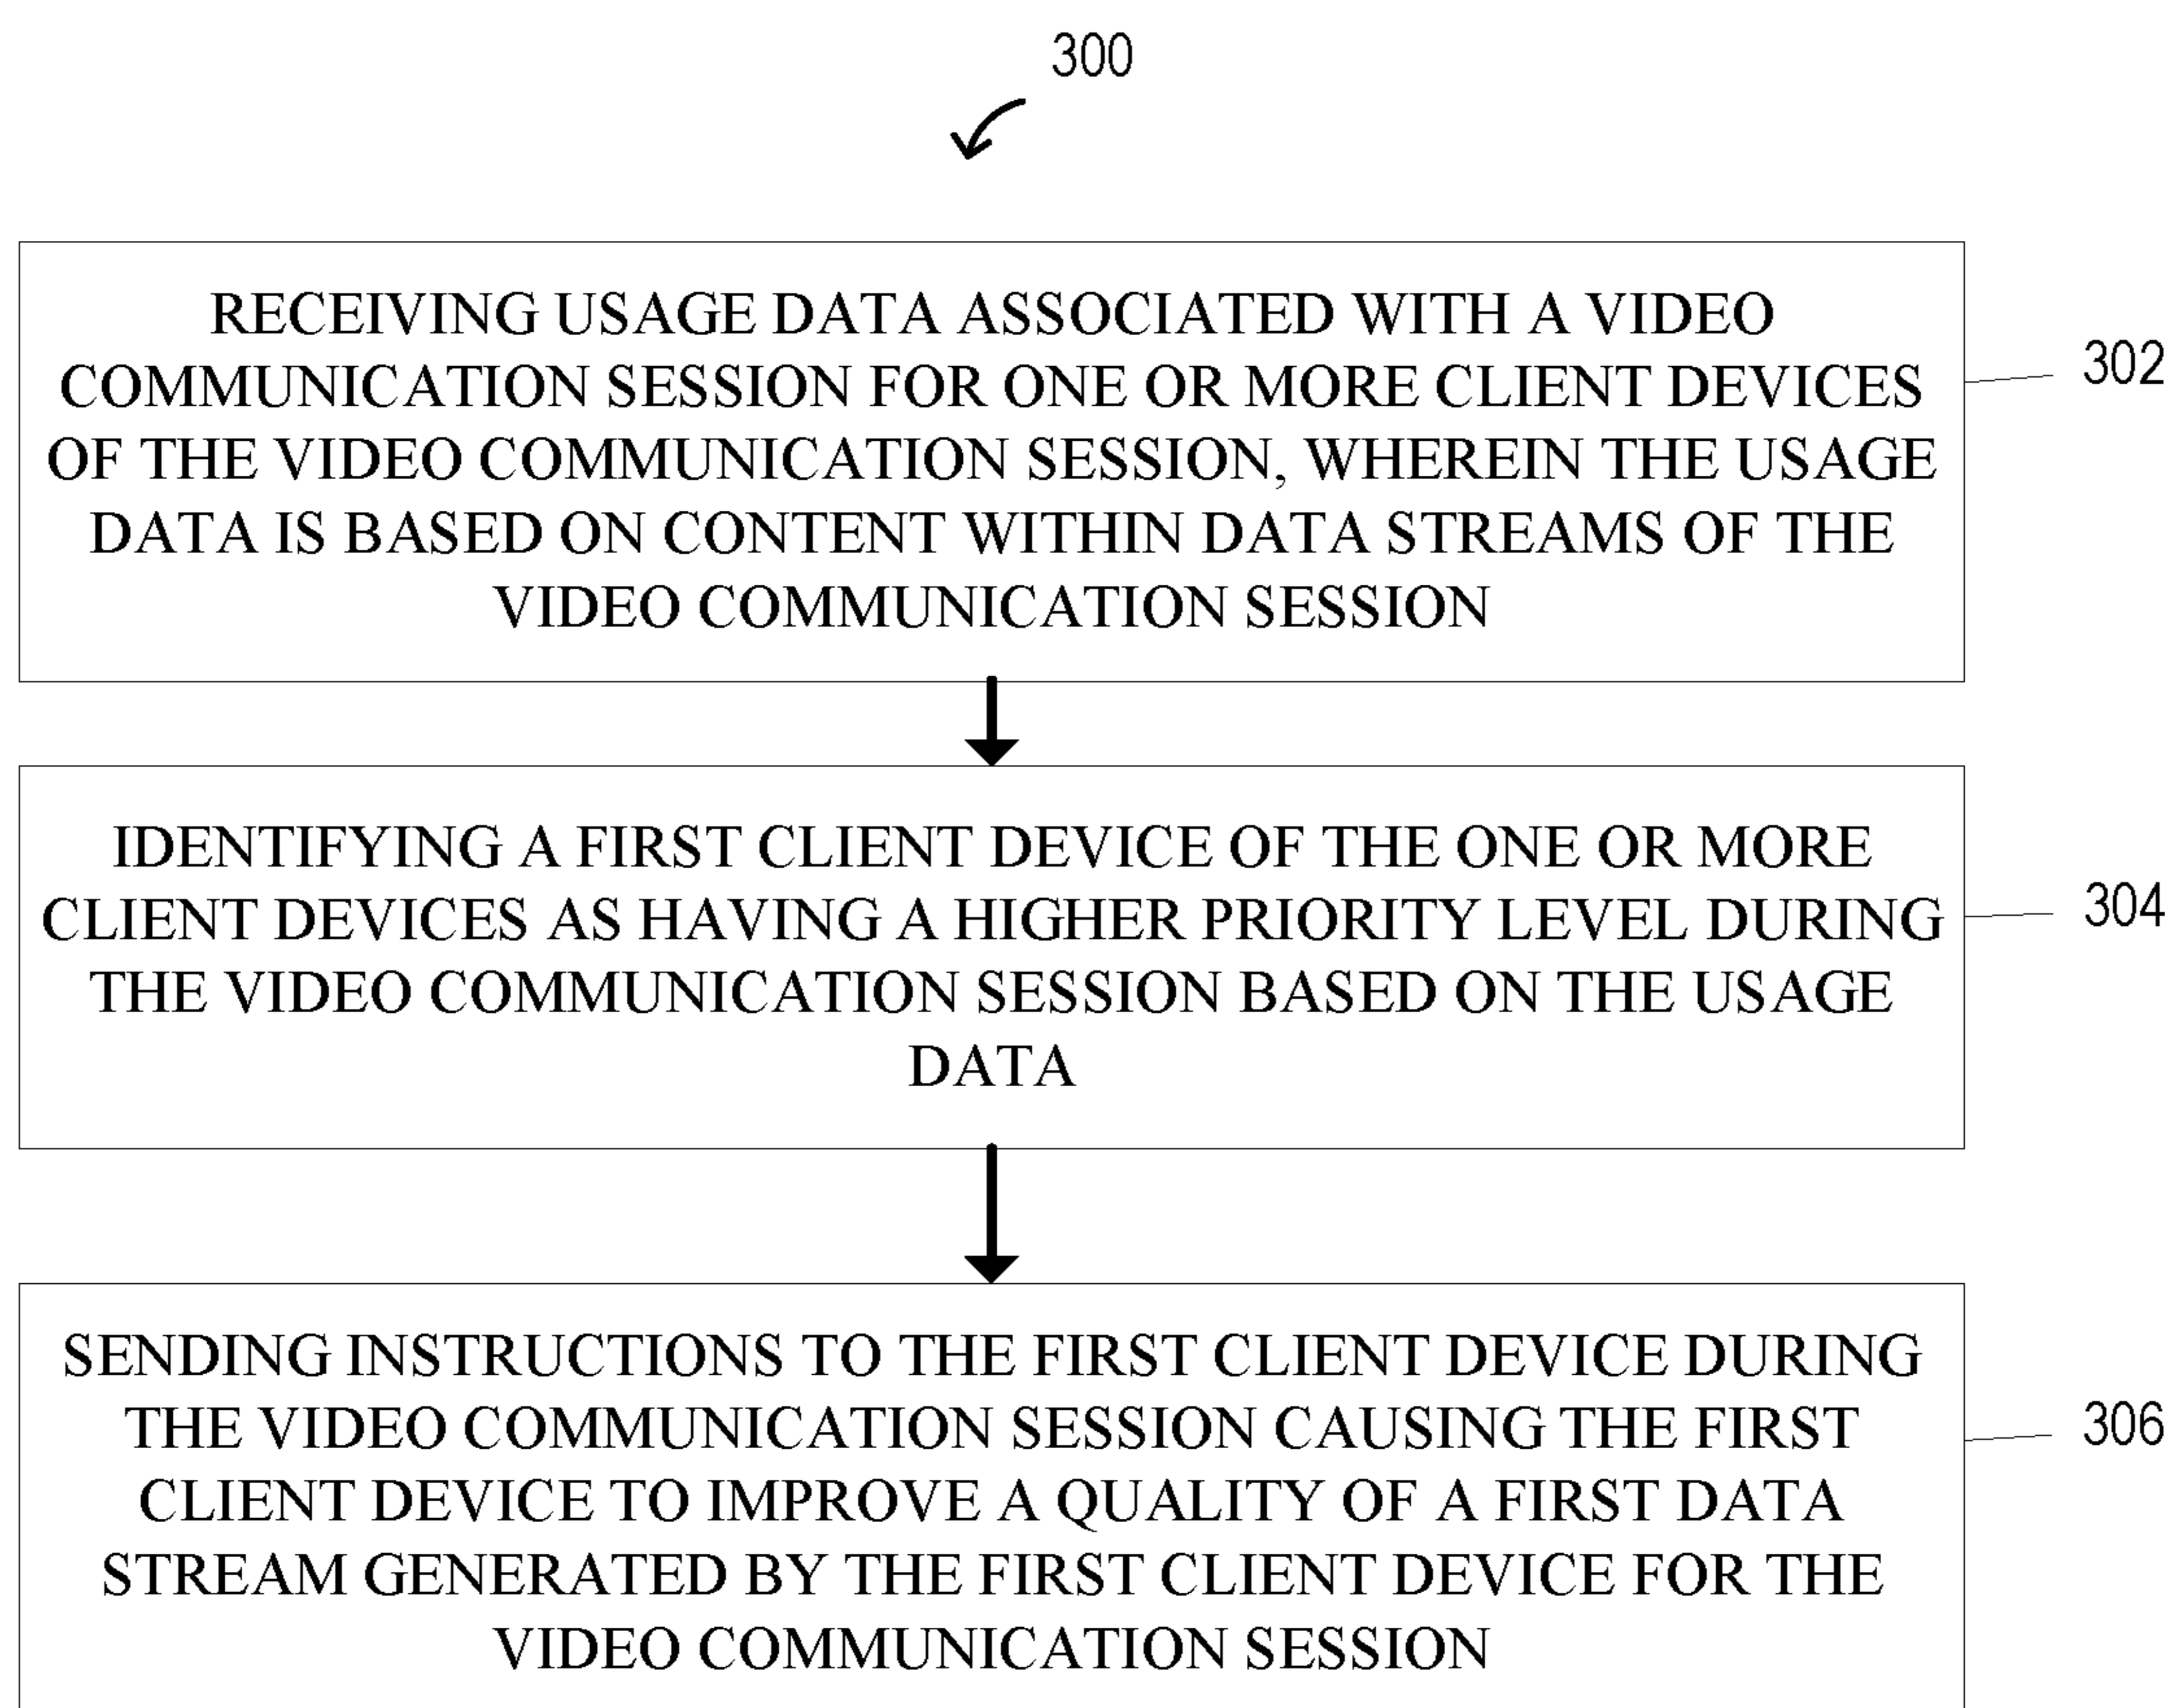 300
RECEIVING USAGE DATA ASSOCIATED WITH A VIDEO
COMMUNICATION SESSION FOR ONE OR MORE CLIENT DEVICES
OF THE VIDEO COMMUNICATION SESSION, WHEREIN THE USAGE
DATA IS BASED ON CONTENT WITHIN DATA STREAMS OF THE
VIDEO COMMUNICATION SESSION
302
IDENTIFYING A FIRST CLIENT DEVICE OF THE ONE OR MORE
CLIENT DEVICES AS HAVING A HIGHER PRIORITY LEVEL DURING
THE VIDEO COMMUNICATION SESSION BASED ON THE USAGE
DATA
304
SENDING INSTRUCTIONS TO THE FIRST CLIENT DEVICE DURING
THE VIDEO COMMUNICATION SESSION CAUSING THE FIRST
CLIENT DEVICE TO IMPROVE A QUALITY OF A FIRST DATA
STREAM GENERATED BY THE FIRST CLIENT DEVICE FOR THE
VIDEO COMMUNICATION SESSION
306